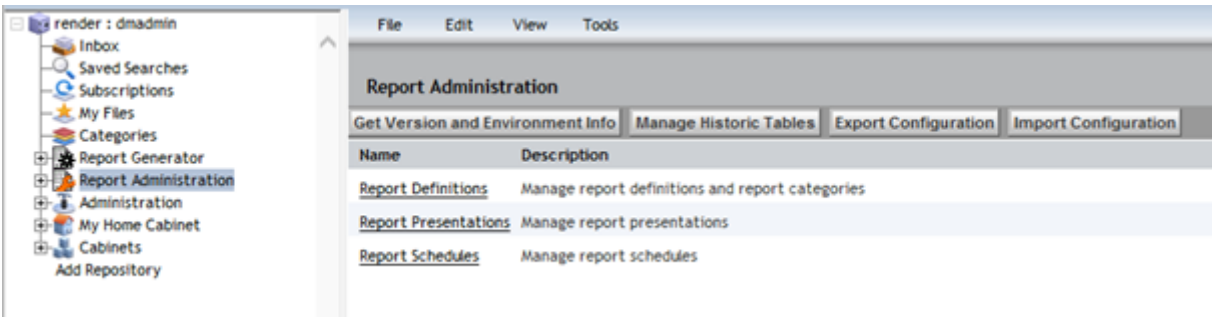 render : dmadmin
Inbox
Saved Searches
Subscriptions
My Files
Categories
Report Generator
Report Administration
Administration
My Home Cabinet
Cabinets
Add Repository
File Edit View Tools
Report Administration
Get Version and Environment Info Manage Historic Tables Export Configuration Import Configuration
Name Description
Report Definitions Manage report definitions and report categories
Report Presentations Manage report presentations
Report Schedules Manage report schedules